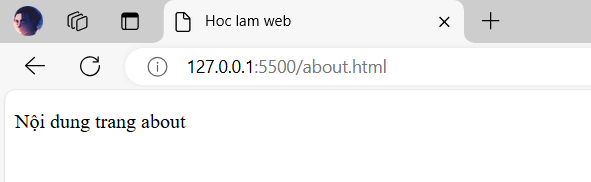 Hoc lam web
127.0.0.1:5500/about.html
Nội dung trang about